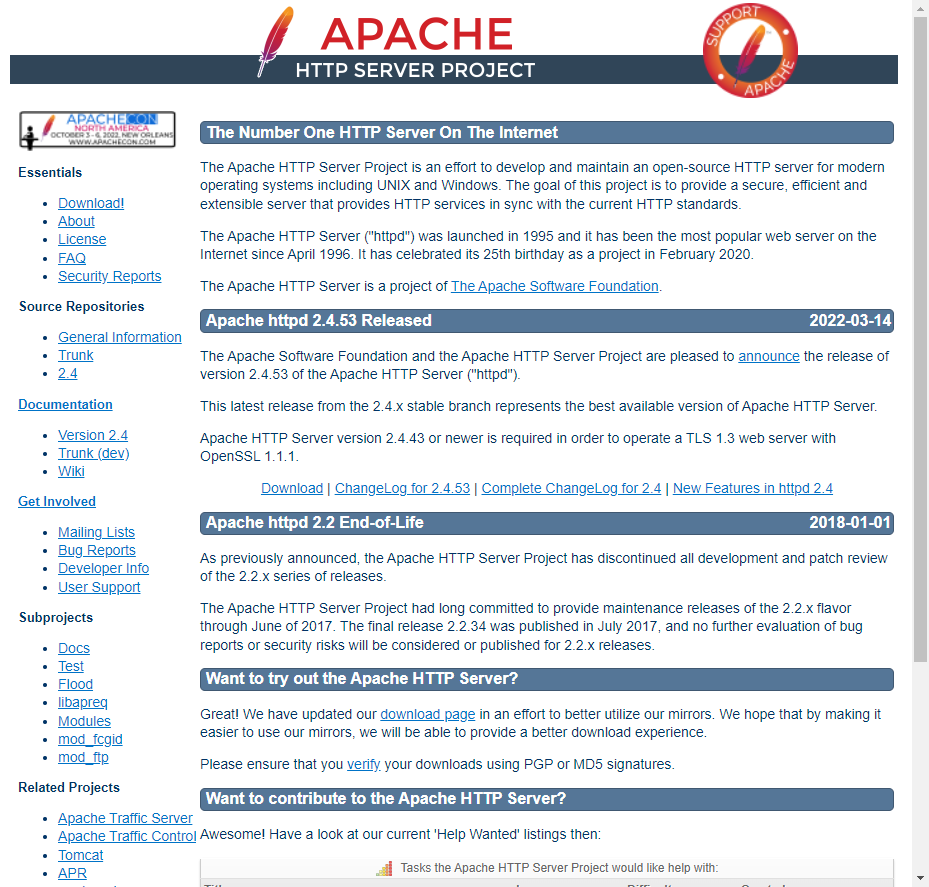 APACHE
HTTP SERVER PROJECT
SUPPORT
APACHE
APACHECON
NORTH AMERICA
OCTOBER 3 - 6, 2022, NEW ORLEANS
WWW.APACHECON.COM
Essentials
Download!
About
License
FAQ
Security Reports
Source Repositories
General Information
Trunk
2.4
Documentation
Version 2.4
Trunk (dev)
Wiki
Get Involved
Mailing Lists
Bug Reports
Developer Info
User Support
Subprojects
Docs
Test
Flood
libapreq
Modules
mod_fcgid
mod_ftp
Related Projects
Apache Traffic Server
Apache Traffic Control
Tomcat
APR
The Number One HTTP Server On The Internet
The Apache HTTP Server Project is an effort to develop and maintain an open-source HTTP server for modern
operating systems including UNIX and Windows. The goal of this project is to provide a secure, efficient and
extensible server that provides HTTP services in sync with the current HTTP standards.
The Apache HTTP Server ("httpd") was launched in 1995 and it has been the most popular web server on the
Internet since April 1996. It has celebrated its 25th birthday as a project in February 2020.
The Apache HTTP Server is a project of The Apache Software Foundation.
Apache httpd 2.4.53 Released 2022-03-14
The Apache Software Foundation and the Apache HTTP Server Project are pleased to announce the release of
version 2.4.53 of the Apache HTTP Server ("httpd").
This latest release from the 2.4.x stable branch represents the best available version of Apache HTTP Server.
Apache HTTP Server version 2.4.43 or newer is required in order to operate a TLS 1.3 web server with
OpenSSL 1.1.1.
Download | ChangeLog for 2.4.53 | Complete ChangeLog for 2.4 | New Features in httpd 2.4
Apache httpd 2.2 End-of-Life 2018-01-01
As previously announced, the Apache HTTP Server Project has discontinued all development and patch review
of the 2.2.x series of releases.
The Apache HTTP Server Project had long committed to provide maintenance releases of the 2.2.x flavor
through June of 2017. The final release 2.2.34 was published in July 2017, and no further evaluation of bug
reports or security risks will be considered or published for 2.2.x releases.
Want to try out the Apache HTTP Server?
Great! We have updated our download page in an effort to better utilize our mirrors. We hope that by making it
easier to use our mirrors, we will be able to provide a better download experience.
Please ensure that you verify your downloads using PGP or MD5 signatures.
Want to contribute to the Apache HTTP Server?
Awesome! Have a look at our current 'Help Wanted' listings then:
Tasks the Apache HTTP Server Project would like help with: